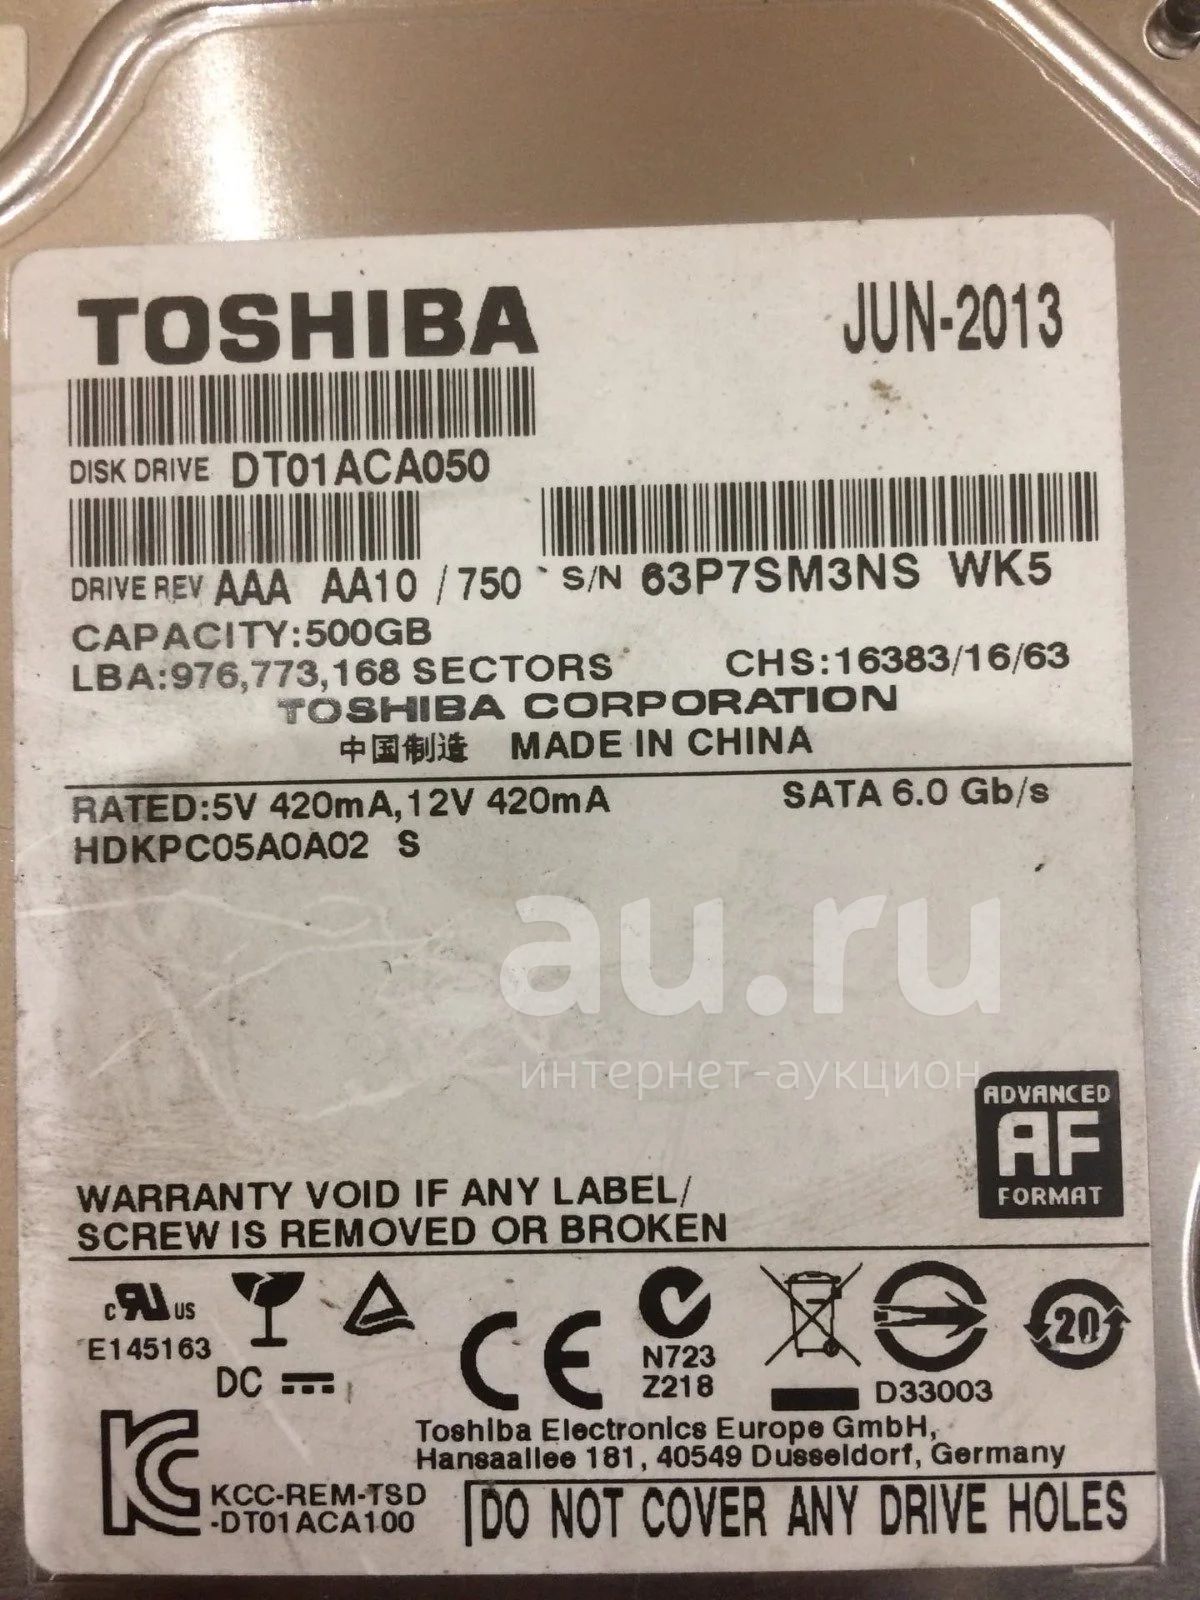 TOSHIBA
JUN-2013
DISK DRIVE DT01ACA050
DRIVE REV AAA AA10 / 750 S/N 63P7SM3NS WK5
CAPACITY:500GB
LBA:976,773,168 SECTORS CHS:16383/16/63
TOSHIBA CORPORATION
中国制造 MADE IN CHINA
RATED:5V 420mA,12V 420mA SATA 6.0 Gb/s
HDKPC05A0A02 S
au.ru
интернет-аукцион
ADVANCED
AF
FORMAT
WARRANTY VOID IF ANY LABEL/
SCREW IS REMOVED OR BROKEN
c RU US
E145163
DC
CE
N723
Z218
D33003
20
Toshiba Electronics Europe GmbH,
Hansaallee 181, 40549 Dusseldorf, Germany
KCC-REM-TSD
-DT01ACA100
DO NOT COVER ANY DRIVE HOLES